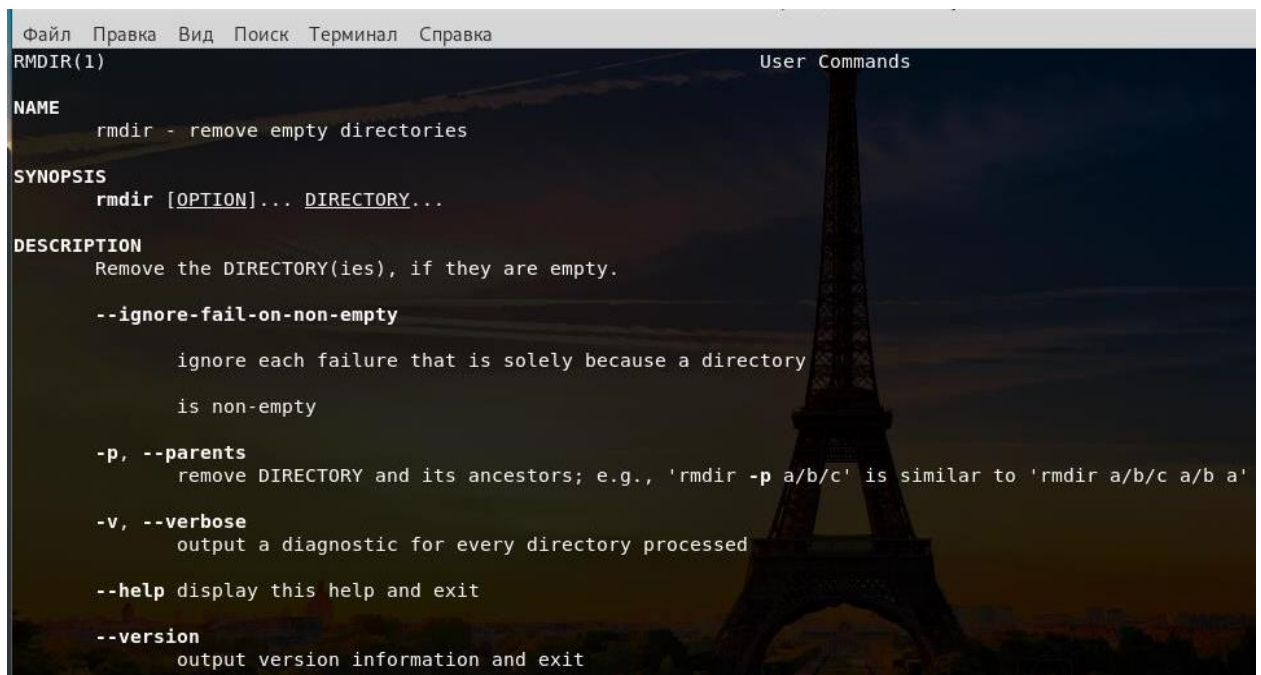 Файл Правка Вид Поиск Терминал Справка
RMDIR(1) User Commands
NAME
rmdir - remove empty directories
SYNOPSIS
rmdir [OPTION]... DIRECTORY...
DESCRIPTION
Remove the DIRECTORY(ies), if they are empty.
--ignore-fail-on-non-empty
ignore each failure that is solely because a directory
is non-empty
-p, --parents
remove DIRECTORY and its ancestors; e.g., 'rmdir -p a/b/c' is similar to 'rmdir a/b/c a/b a'
-v, --verbose
output a diagnostic for every directory processed
--help display this help and exit
--version
output version information and exit